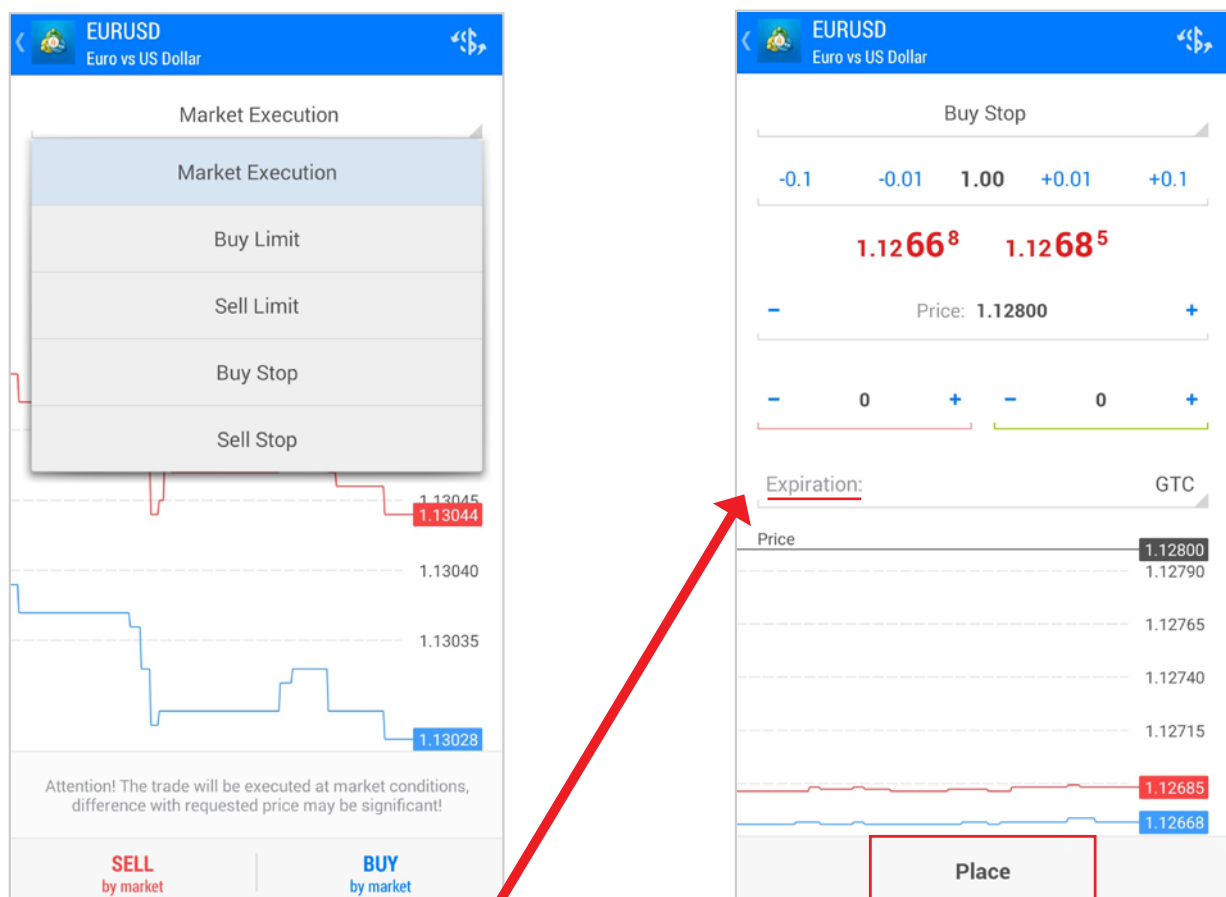 EURUSD
Euro vs US Dollar
Market Execution
Market Execution
Buy Limit
Sell Limit
Buy Stop
Sell Stop
1.13045
1.13044
1.13040
1.13035
1.13028
Attention! The trade will be executed at market conditions,
difference with requested price may be significant!
SELL BUY
by market by market
EURUSD
Euro vs US Dollar
Buy Stop
-0.1 -0.01 1.00 +0.01 +0.1
1.12668 1.12685
- Price: 1.12800 +
- 0 + - 0 +
Expiration: GTC
Price
1.12800
1.12790
1.12765
1.12740
1.12715
1.12685
1.12668
Place